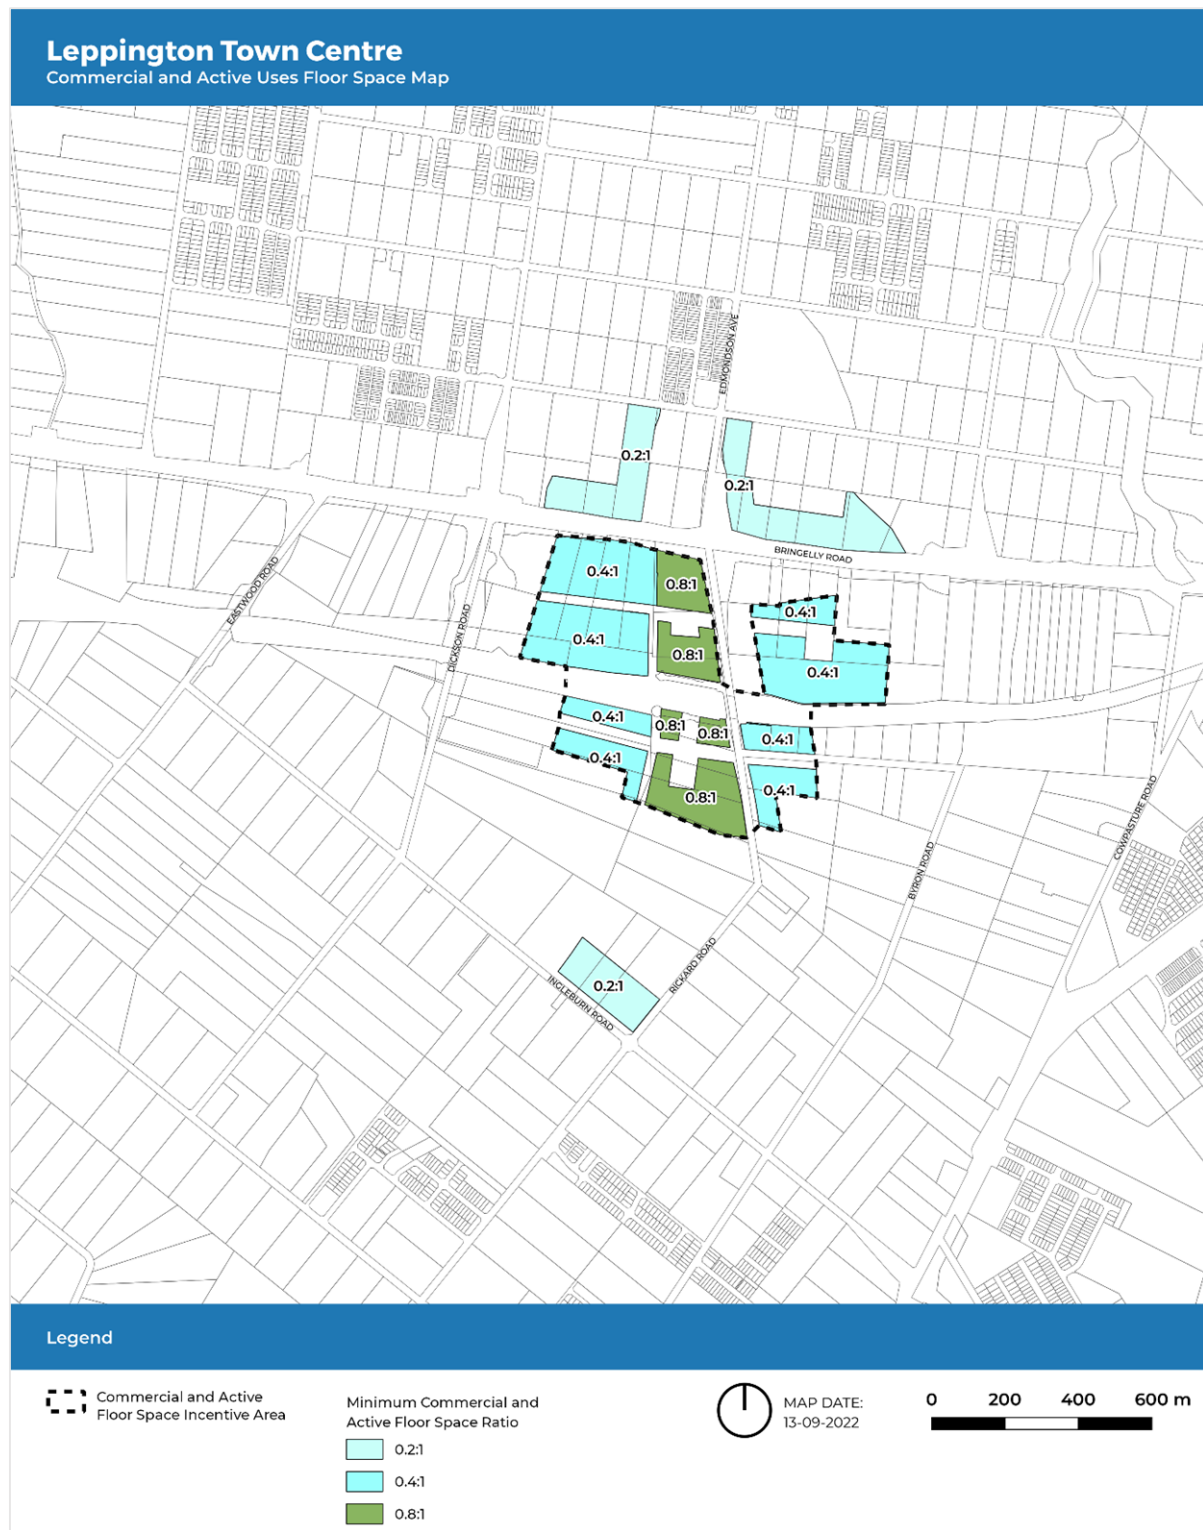 Leppington Town Centre
Commercial and Active Uses Floor Space Map
EDMONDSON AVE
0.2:1
0.2:1
BRINGELLY ROAD
EASTWOOD ROAD
DICKSON ROAD
0.4:1
0.8:1
0.4:1
0.4:1
0.8:1
0.4:1
0.4:1
0.8:1
0.8:1
0.4:1
0.4:1
0.8:1
0.4:1
COWPASTURE ROAD
BYRON ROAD
RICKARD ROAD
0.2:1
INGLEBURN ROAD
Legend
Commercial and Active
Floor Space Incentive Area
Minimum Commercial and
Active Floor Space Ratio
0.2:1
0.4:1
0.8:1
MAP DATE:
13-09-2022
0 200 400 600 m